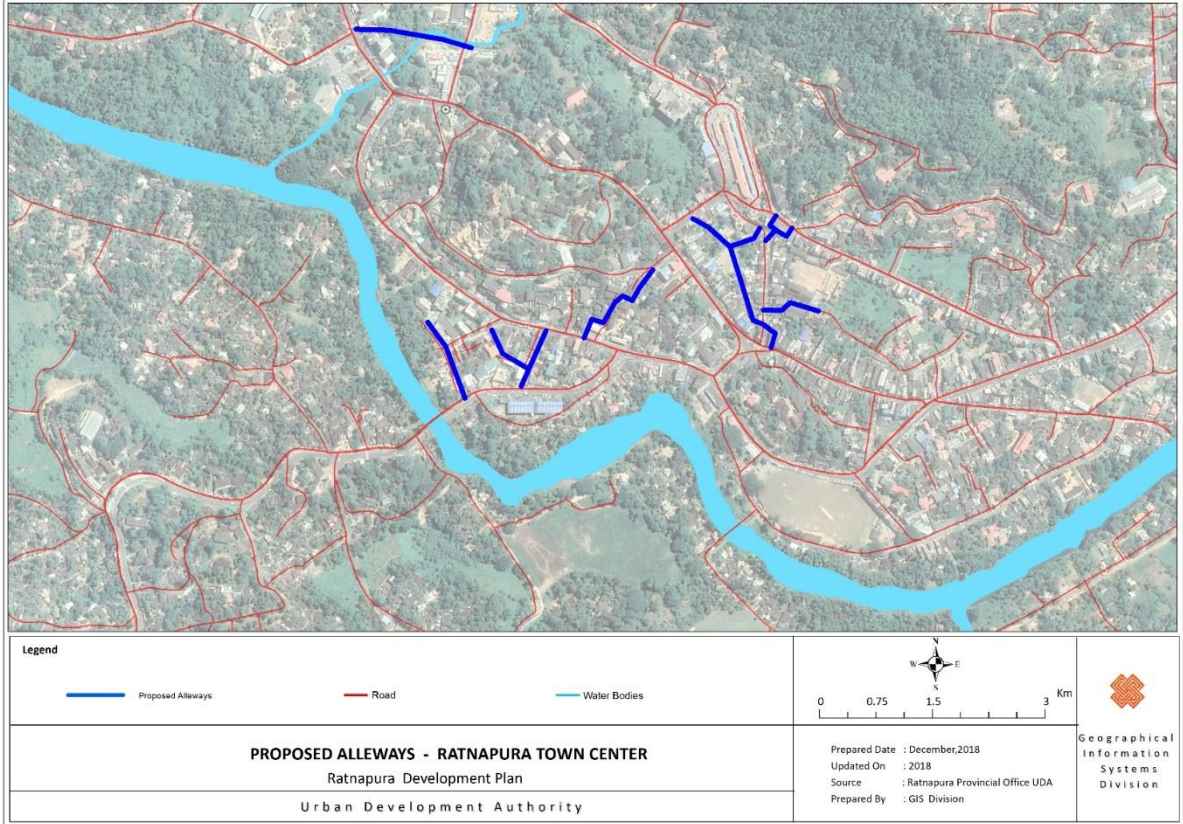 Legend
Proposed Alleways
Road
Water Bodies
N
W E
S
0 0.75 1.5 3 Km
PROPOSED ALLEWAYS - RATNAPURA TOWN CENTER
Ratnapura Development Plan
Urban Development Authority
Prepared Date : December,2018
Updated On : 2018
Source : Ratnapura Provincial Office UDA
Prepared By : GIS Division
Geographical
Information
Systems
Division